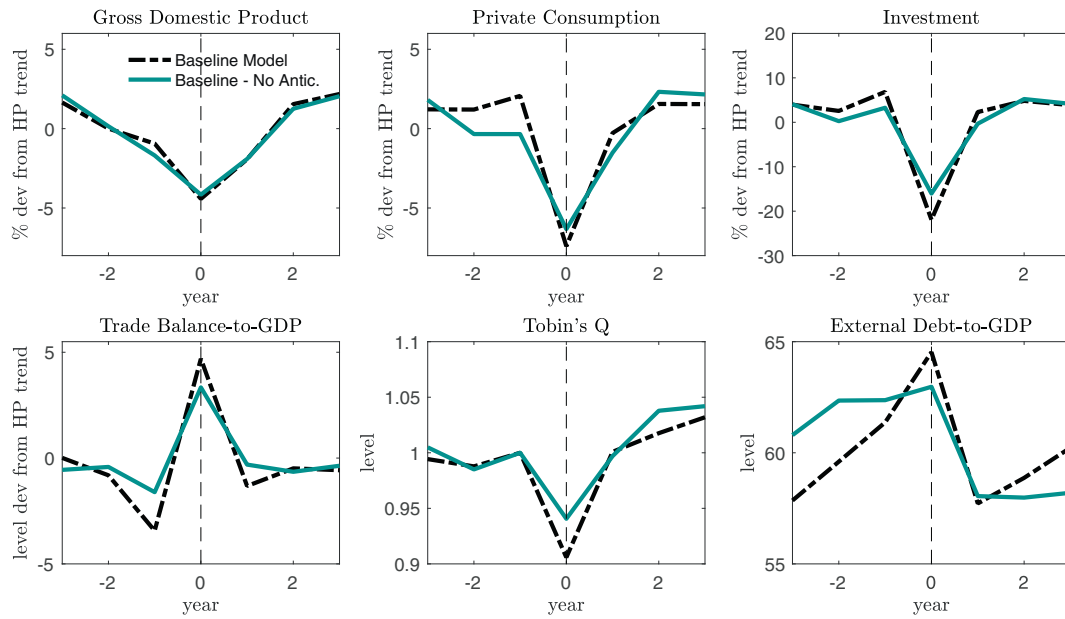 Gross Domestic Product
% dev from HP trend
5
0
-5
Baseline Model
Baseline - No Antic.
-2
0
2
year
Private Consumption
% dev from HP trend
5
0
-5
-2
0
2
year
Investment
% dev from HP trend
20
10
0
-10
-20
-30
-2
0
2
year
Trade Balance-to-GDP
level dev from HP trend
5
0
-5
-2
0
2
year
Tobin's Q
level
1.1
1.05
1
0.95
0.9
-2
0
2
year
External Debt-to-GDP
level
65
60
55
-2
0
2
year